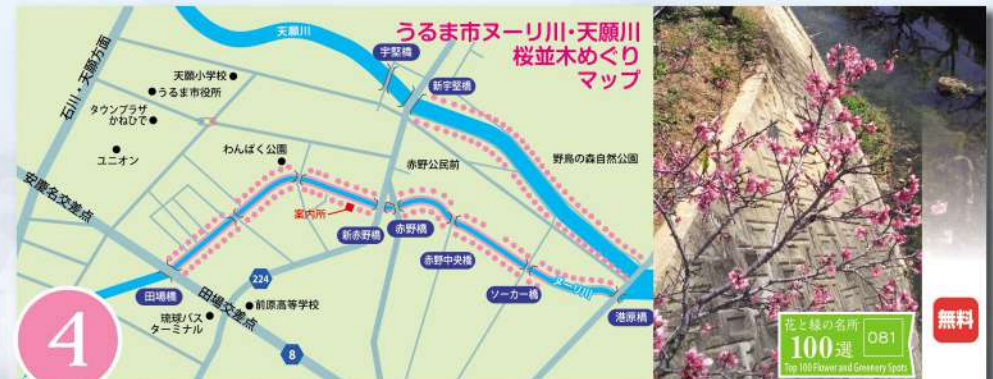 うるま市ヌーリ川・天願川
桜並木めぐり
マップ
天願川
宇堅橋
新宇堅橋
石川・天願方面
天願小学校
うるま市役所
タウンプラザ
かねひで
ユニオン
わんぱく公園
赤野公民前
野鳥の森自然公園
安慶名交差点
案内所
新赤野橋
赤野橋
赤野中央橋
ソーカー橋
ヌーリ川
港原橋
田場橋
224
田場交差点
前原高等学校
琉球バス
ターミナル
8
4
花と緑の名所
100選
081
Top 100 Flower and Greenery Spots
無料